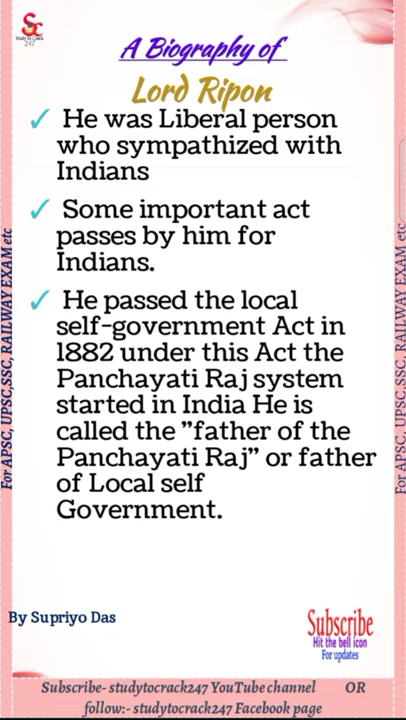 Sc
Study to Crack
247
A Biography of
Lord Ripon
✓ He was Liberal person
who sympathized with
Indians
✓ Some important act
passes by him for
Indians.
✓ He passed the local
self-government Act in
1882 under this Act the
Panchayati Raj system
started in India He is
called the ”father of the
Panchayati Raj” or father
of Local self
Government.
For APSC, UPSC,SSC, RAILWAY EXAM etc
For APSC, UPSC,SSC, RAILWAY EXAM etc
By Supriyo Das
Subscribe
Hit the bell icon
For updates
Subscribe- studytocrack247 YouTube channel OR
follow:- studytocrack247 Facebook page